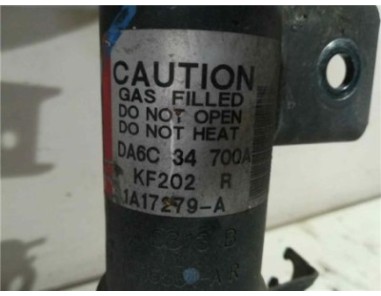 CAUTION
GAS FILLED
DO NOT OPEN
DO NOT HEAT
DA6C 34 700A
KF202 R
1A17279-A